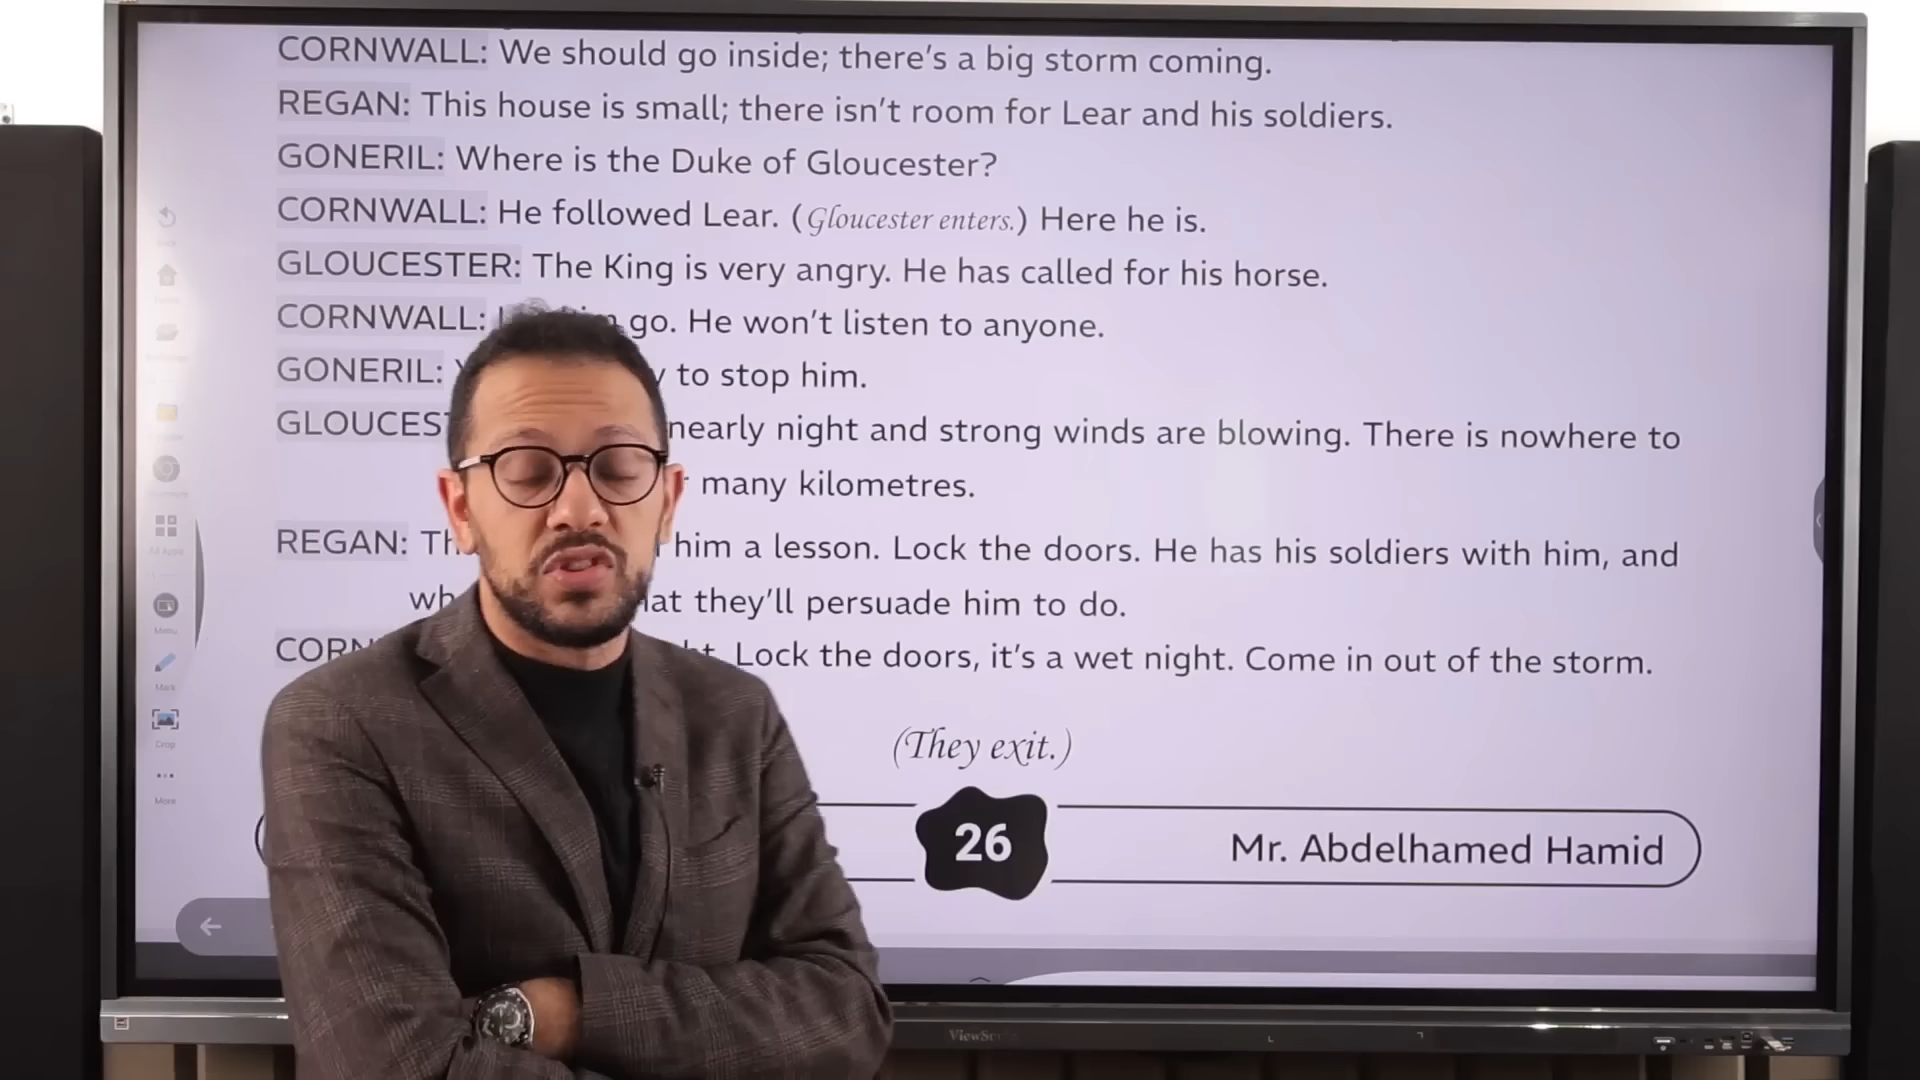 CORNWALL: We should go inside; there's a big storm coming.
REGAN: This house is small; there isn't room for Lear and his soldiers.
GONERIL: Where is the Duke of Gloucester?
CORNWALL: He followed Lear. (Gloucester enters.) Here he is.
GLOUCESTER: The King is very angry. He has called for his horse.
CORNWALL: go. He won't listen to anyone.
GONERIL: to stop him.
nearly night and strong winds are blowing. There is nowhere to
many kilometres.
REGAN: him a lesson. Lock the doors. He has his soldiers with him, and
they'll persuade him to do.
Lock the doors, it's a wet night. Come in out of the storm.
(They exit.)
26
Mr. Abdelhamed Hamid
Menu
Mark
Crop
More